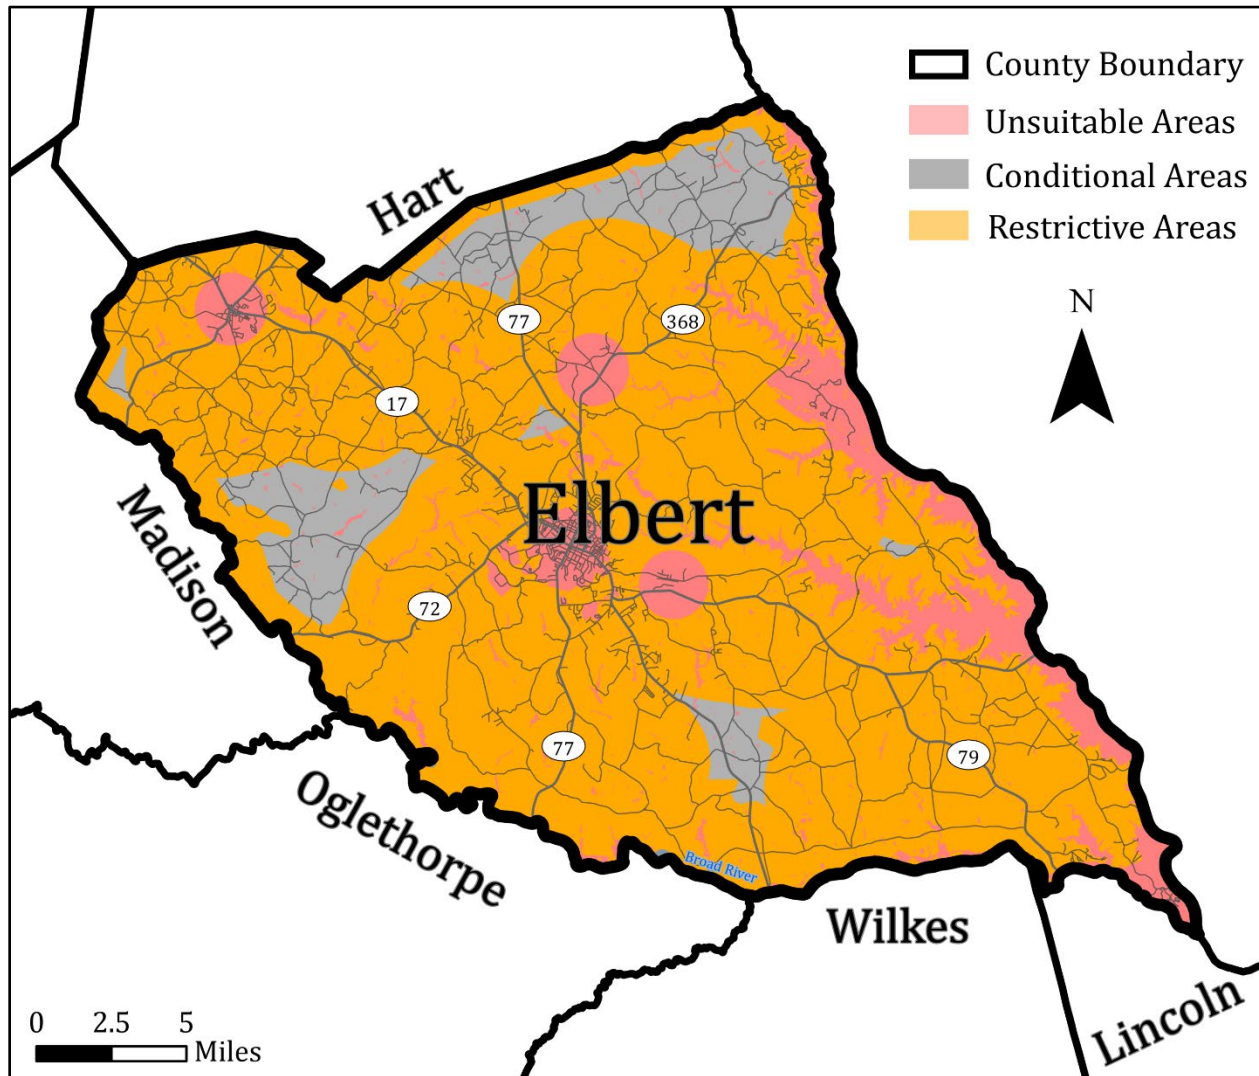 County Boundary
Unsuitable Areas
Conditional Areas
Restrictive Areas
Hart
N
77
368
17
Elbert
Madison
72
77
79
Oglethorpe
Broad River
Wilkes
Lincoln
0 2.5 5
Miles